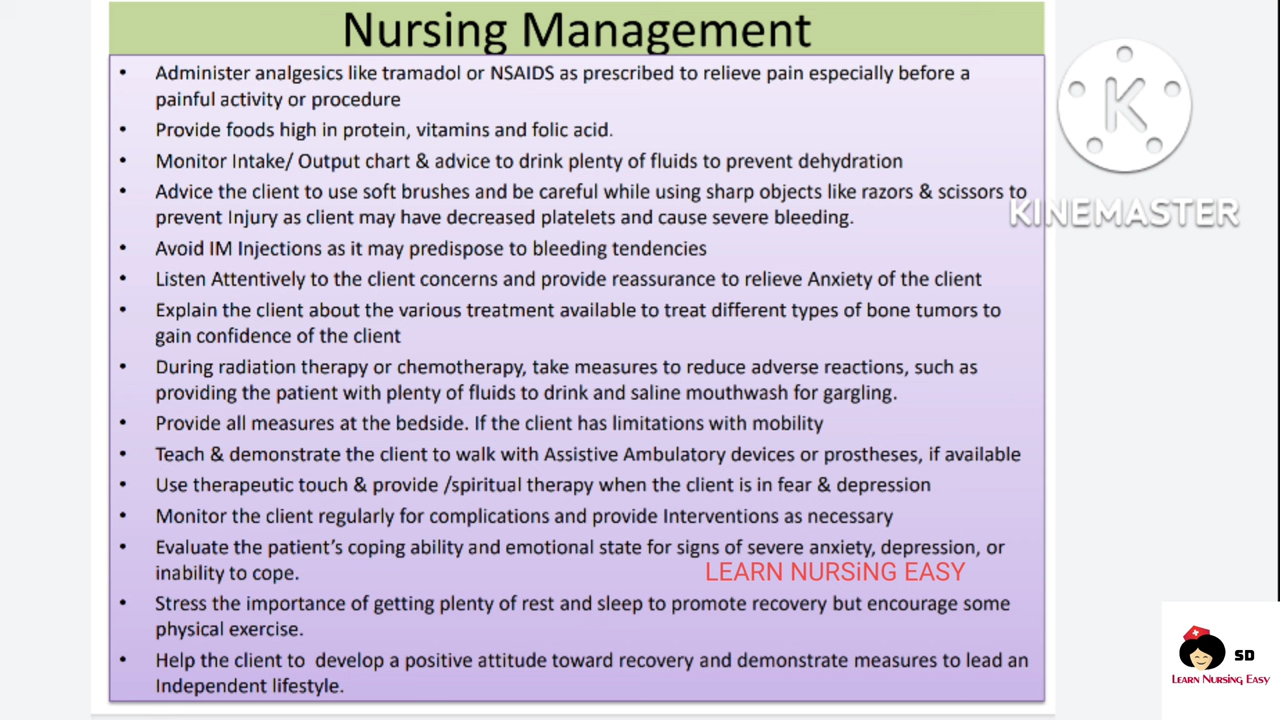 Nursing Management
• Administer analgesics like tramadol or NSAIDS as prescribed to relieve pain especially before a
painful activity or procedure
• Provide foods high in protein, vitamins and folic acid.
• Monitor Intake/ Output chart & advice to drink plenty of fluids to prevent dehydration
• Advice the client to use soft brushes and be careful while using sharp objects like razors & scissors to
prevent Injury as client may have decreased platelets and cause severe bleeding.
• Avoid IM Injections as it may predispose to bleeding tendencies
• Listen Attentively to the client concerns and provide reassurance to relieve Anxiety of the client
• Explain the client about the various treatment available to treat different types of bone tumors to
gain confidence of the client
• During radiation therapy or chemotherapy, take measures to reduce adverse reactions, such as
providing the patient with plenty of fluids to drink and saline mouthwash for gargling.
• Provide all measures at the bedside. If the client has limitations with mobility
• Teach & demonstrate the client to walk with Assistive Ambulatory devices or prostheses, if available
• Use therapeutic touch & provide /spiritual therapy when the client is in fear & depression
• Monitor the client regularly for complications and provide Interventions as necessary
• Evaluate the patient's coping ability and emotional state for signs of severe anxiety, depression, or
inability to cope.
• Stress the importance of getting plenty of rest and sleep to promote recovery but encourage some
physical exercise.
• Help the client to  develop a positive attitude toward recovery and demonstrate measures to lead an
Independent lifestyle.
LEARN NURSiNG EASY
K
KINEMASTER
SD
LEARN NURSING EASY